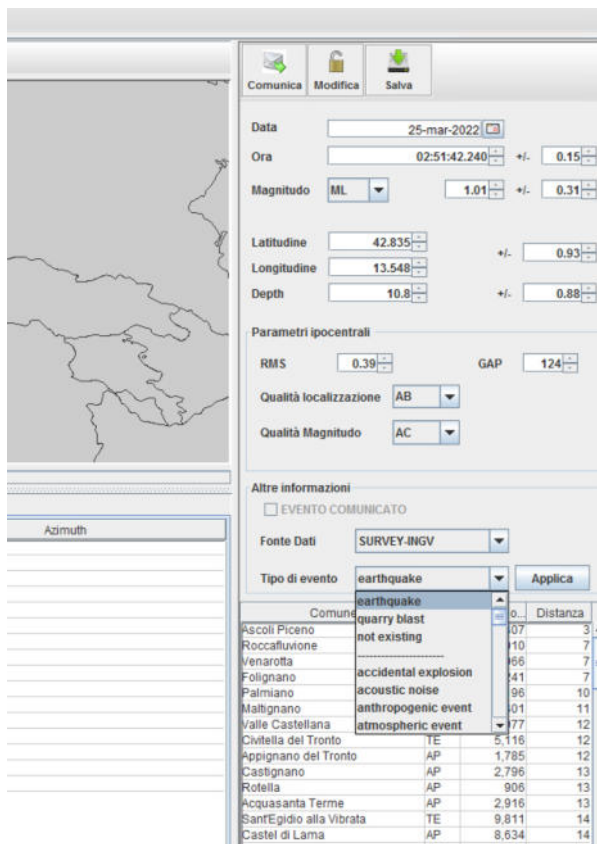 Comunica Modifica Salva
Data 25-mar-2022
Ora 02:51:42.240 +/- 0.15
Magnitudo ML 1.01 +/- 0.31
Latitudine 42.835
+/- 0.93
Longitudine 13.548
Depth 10.8 +/- 0.88
Parametri ipocentrali
RMS 0.39 GAP 124
Qualità localizzazione AB
Qualità Magnitudo AC
Altre informazioni
EVENTO COMUNICATO
Fonte Dati SURVEY-INGV
Tipo di evento earthquake Applica
earthquake
quarry blast
not existing
-----------------------
accidental explosion
acoustic noise
anthropogenic event
atmospheric event
Azimuth
Comune o... Distanza
Ascoli Piceno 3
Roccafluvione 7
Venarotta 7
Folignano 7
Palmiano 10
Maltignano 11
Valle Castellana 12
Civitella del Tronto TE 5,116 12
Appignano del Tronto AP 1,785 12
Castignano AP 2,796 13
Rotella AP 906 13
Acquasanta Terme AP 2,916 13
Sant'Egidio alla Vibrata TE 9,811 14
Castel di Lama AP 8,634 14